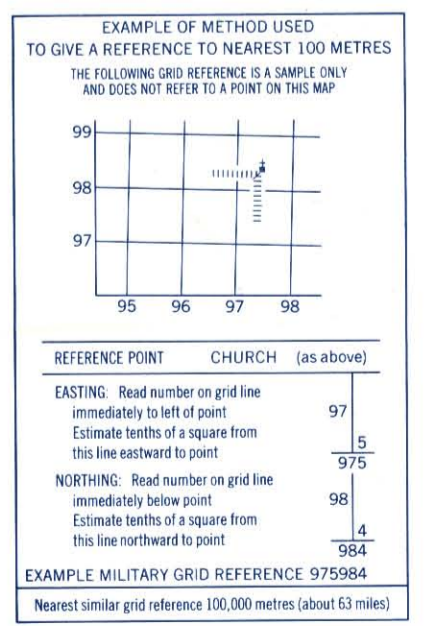 EXAMPLE OF METHOD USED
TO GIVE A REFERENCE TO NEAREST 100 METRES
THE FOLLOWING GRID REFERENCE IS A SAMPLE ONLY
AND DOES NOT REFER TO A POINT ON THIS MAP
99
98
97
95 96 97 98
REFERENCE POINT CHURCH (as above)
EASTING: Read number on grid line
immediately to left of point 97
Estimate tenths of a square from
this line eastward to point 5
975
NORTHING: Read number on grid line
immediately below point 98
Estimate tenths of a square from
this line northward to point 4
984
EXAMPLE MILITARY GRID REFERENCE 975984
Nearest similar grid reference 100,000 metres (about 63 miles)